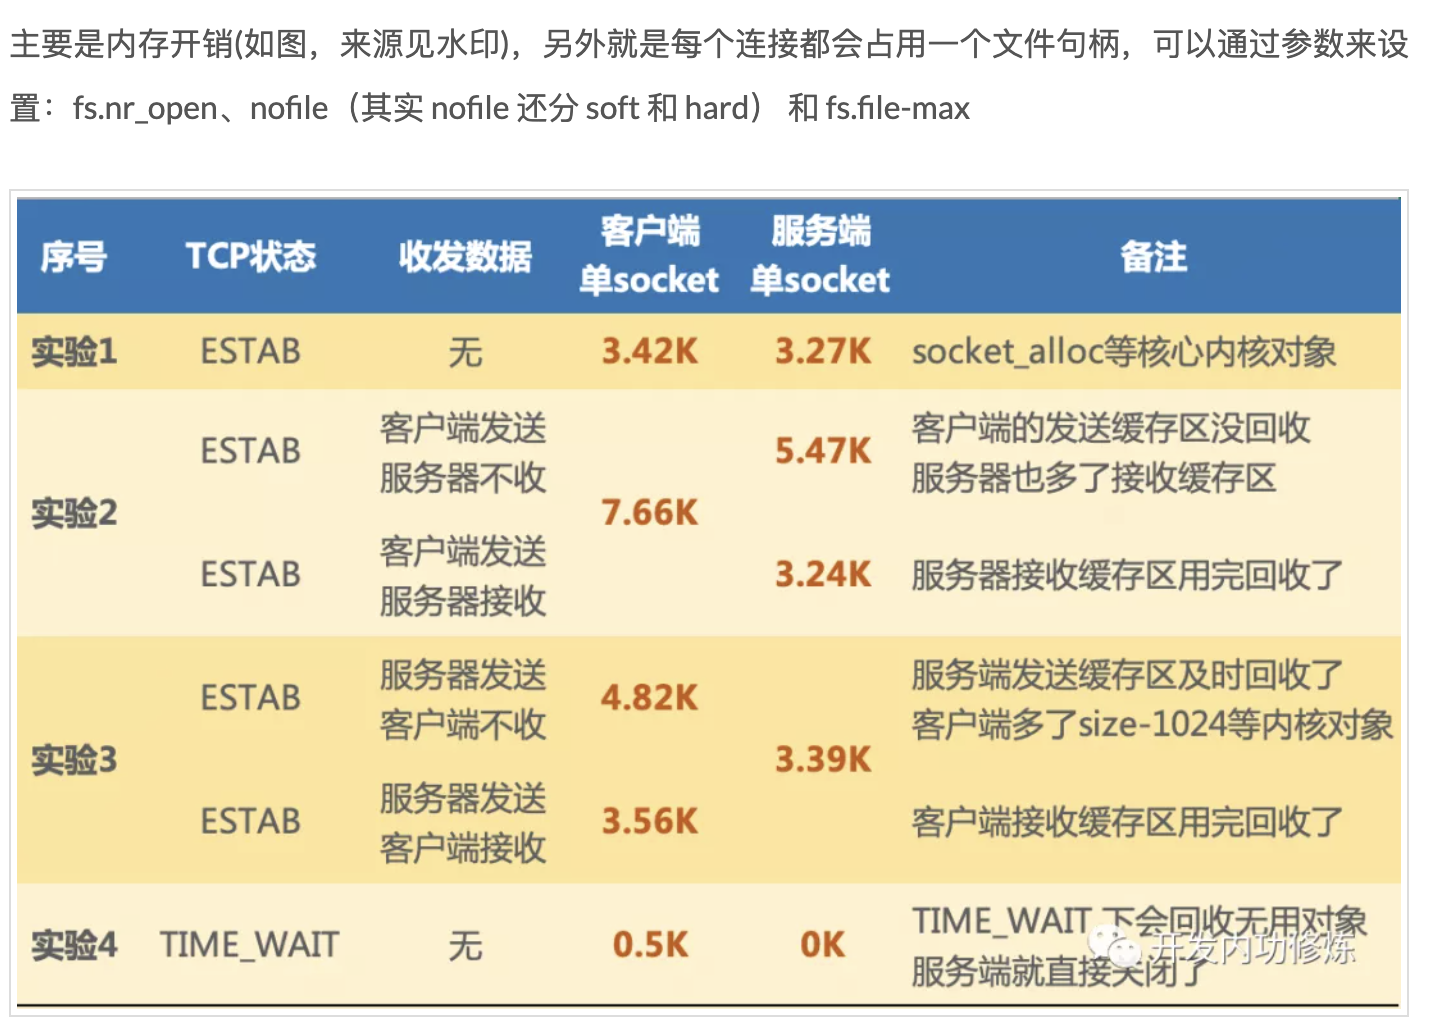 主要是内存开销(如图，来源见水印)，另外就是每个连接都会占用一个文件句柄，可以通过参数来设
置：fs.nr_open、nofile（其实 nofile 还分 soft 和 hard） 和 fs.file-max
序号 TCP状态 收发数据 客户端 单socket 服务端 单socket 备注
实验1 ESTAB 无 3.42K 3.27K socket_alloc等核心内核对象
实验2
ESTAB
客户端发送
服务器不收
7.66K
5.47K
客户端的发送缓存区没回收
服务器也多了接收缓存区
ESTAB
客户端发送
服务器接收
3.24K
服务器接收缓存区用完回收了
实验3
ESTAB
服务器发送
客户端不收
4.82K
3.39K
服务端发送缓存区及时回收了
客户端多了size-1024等内核对象
ESTAB
服务器发送
客户端接收
3.56K
客户端接收缓存区用完回收了
实验4 TIME_WAIT 无 0.5K 0K
TIME_WAIT 下会回收无用对象
服务端就直接关闭了
开发内功修炼